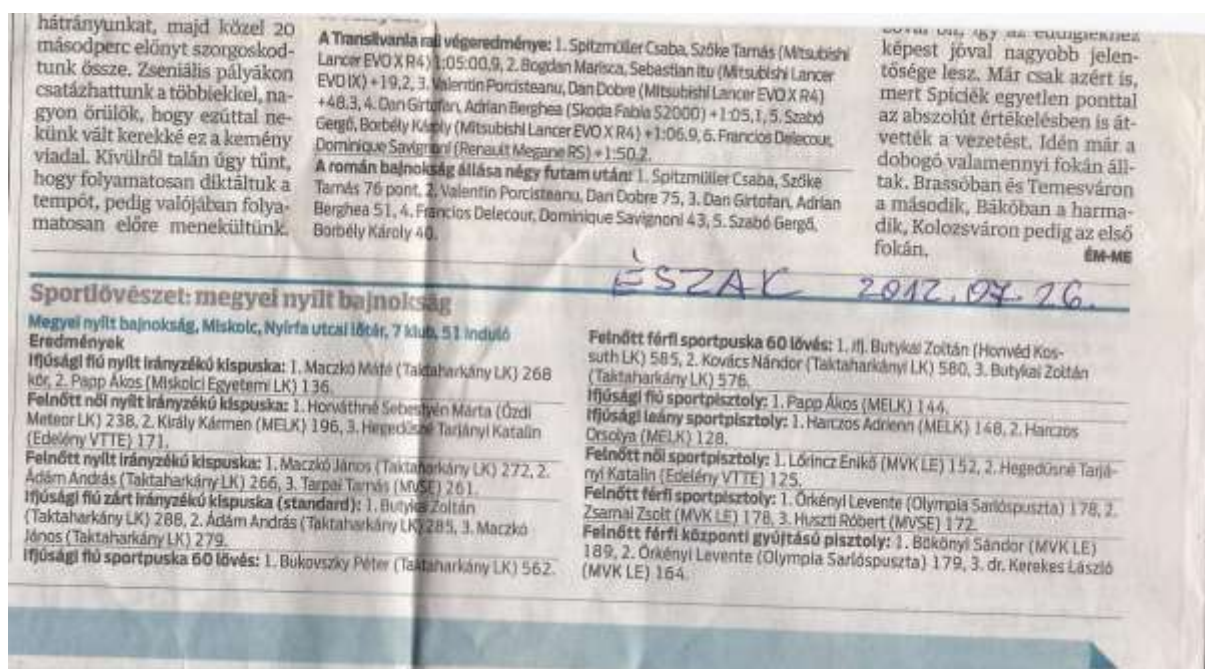 hátrányunkat, majd közel 20
másodperc előnyt szorgoskod-
tunk össze. Zseniális pályákon
csatázhattunk a többiekkel, na-
gyon örülök, hogy ezúttal ne-
künk vált kerekké ez a kemény
viadal. Kívülről talán úgy tűnt,
hogy folyamatosan diktáltuk a
tempót, pedig valójában folya-
matosan előre menekültünk.
A Transilvania rali végeredménye: 1. Spitzmüller Csaba, Szőke Tamás (Mitsubishi
Lancer EVO X R4) 1:05:00,9, 2. Bogdan Marisca, Sebastian Itu (Mitsubishi Lancer
EVO IX) +19,2, 3. Valentin Porcisteanu, Dan Dobre (Mitsubishi Lancer EVO X R4)
+48,3, 4. Dan Girtofan, Adrian Berghea (Skoda Fabia S2000) +1:05,1, 5. Szabó
Gergő, Borbély Károly (Mitsubishi Lancer EVO X R4) +1:06,9, 6. Francios Delecour,
Dominique Savignoni (Renault Megane RS) +1:50,2.
A román bajnokság állása négy futam után: 1. Spitzmüller Csaba, Szőke
Tamás 76 pont, 2. Valentin Porcisteanu, Dan Dobre 75, 3. Dan Girtofan, Adrian
Berghea 51, 4. Francios Delecour, Dominique Savignoni 43, 5. Szabó Gergő,
Borbély Károly 40.
így az eddigiekhez
képest jóval nagyobb jelen-
tősége lesz. Már csak azért is,
mert Spiciék egyetlen ponttal
az abszolút értékelésben is át-
vették a vezetést. Idén már a
dobogó valamennyi fokán áll-
tak. Brassóban és Temesváron
a második, Bákóban a harma-
dik, Kolozsváron pedig az első
fokán.
ÉM-ME
ÉSZAK 2012.07.26.
Sportlövészet: megyei nyílt bajnokság
Megyei nyílt bajnokság, Miskolc, Nyírfa utcai lőtér, 7 klub, 51 induló
Eredmények
Ifjúsági fiú nyílt irányzékú kispuska: 1. Maczkó Máté (Taktaharkány LK) 268
kör, 2. Papp Ákos (Miskolci Egyetemi LK) 136.
Felnőtt női nyílt irányzékú kispuska: 1. Horváthné Sebestyén Márta (Ózdi
Meteor LK) 238, 2. Király Kármen (MELK) 196, 3. Hegedűsné Tarjányi Katalin
(Edelény VTTE) 171.
Felnőtt nyílt irányzékú kispuska: 1. Maczkó János (Taktaharkány LK) 272, 2.
Ádám András (Taktaharkány LK) 266, 3. Tarpai Tamás (MVSE) 261.
Ifjúsági fiú zárt irányzékú kispuska (standard): 1. Butykai Zoltán
(Taktaharkány LK) 288, 2. Ádám András (Taktaharkány LK) 285, 3. Maczkó
János (Taktaharkány LK) 279.
Ifjúsági fiú sportpuska 60 lövés: 1. Bukovszky Péter (Taktaharkány LK) 562.
Felnőtt férfi sportpuska 60 lövés: 1. ifj. Butykai Zoltán (Honvéd Kos-
suth LK) 585, 2. Kovács Nándor (Taktaharkányi LK) 580, 3. Butykai Zoltán
(Taktaharkány LK) 576.
Ifjúsági fiú sportpisztoly: 1. Papp Ákos (MELK) 144.
Ifjúsági leány sportpisztoly: 1. Harczos Adrienn (MELK) 148, 2. Harczos
Orsolya (MELK) 128.
Felnőtt női sportpisztoly: 1. Lőrincz Enikő (MVK LE) 152, 2. Hegedűsné Tarjá-
nyi Katalin (Edelény VTTE) 125.
Felnőtt férfi sportpisztoly: 1. Örkényi Levente (Olympia Sarlóspuszta) 178, 2.
Zsarnai Zsolt (MVK LE) 178, 3. Huszti Róbert (MVSE) 172.
Felnőtt férfi központi gyújtású pisztoly: 1. Bökönyi Sándor (MVK LE)
189, 2. Örkényi Levente (Olympia Sarlóspuszta) 179, 3. dr. Kerekes László
(MVK LE) 164.